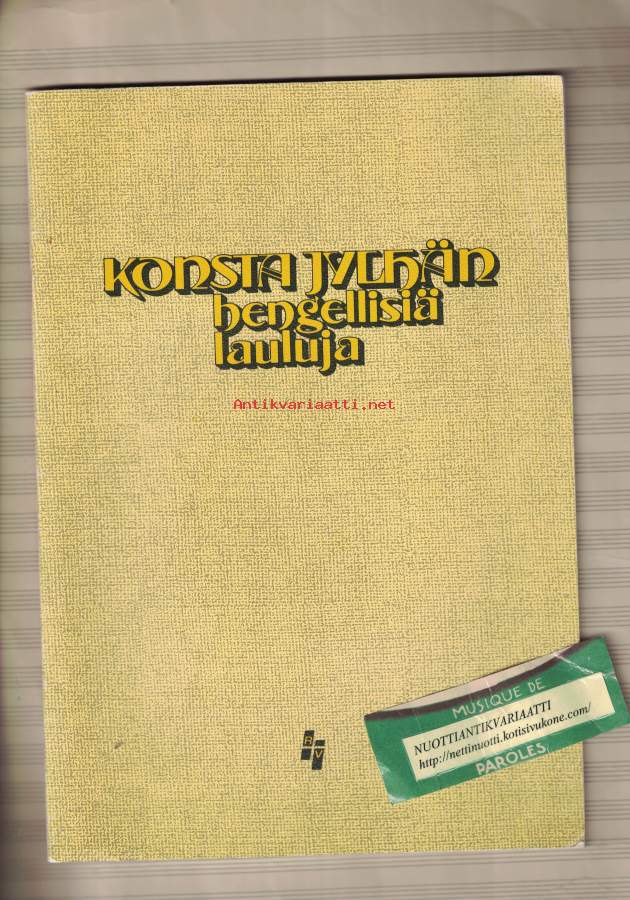 KONSTA JYLHÄN
hengellisiä
lauluja
Antikvariaatti.net
MUSIQUE DE
NUOTTIANTIKVARIAATTI
http://nettinuotti.kotisivukone.com/
PAROLES
R
V